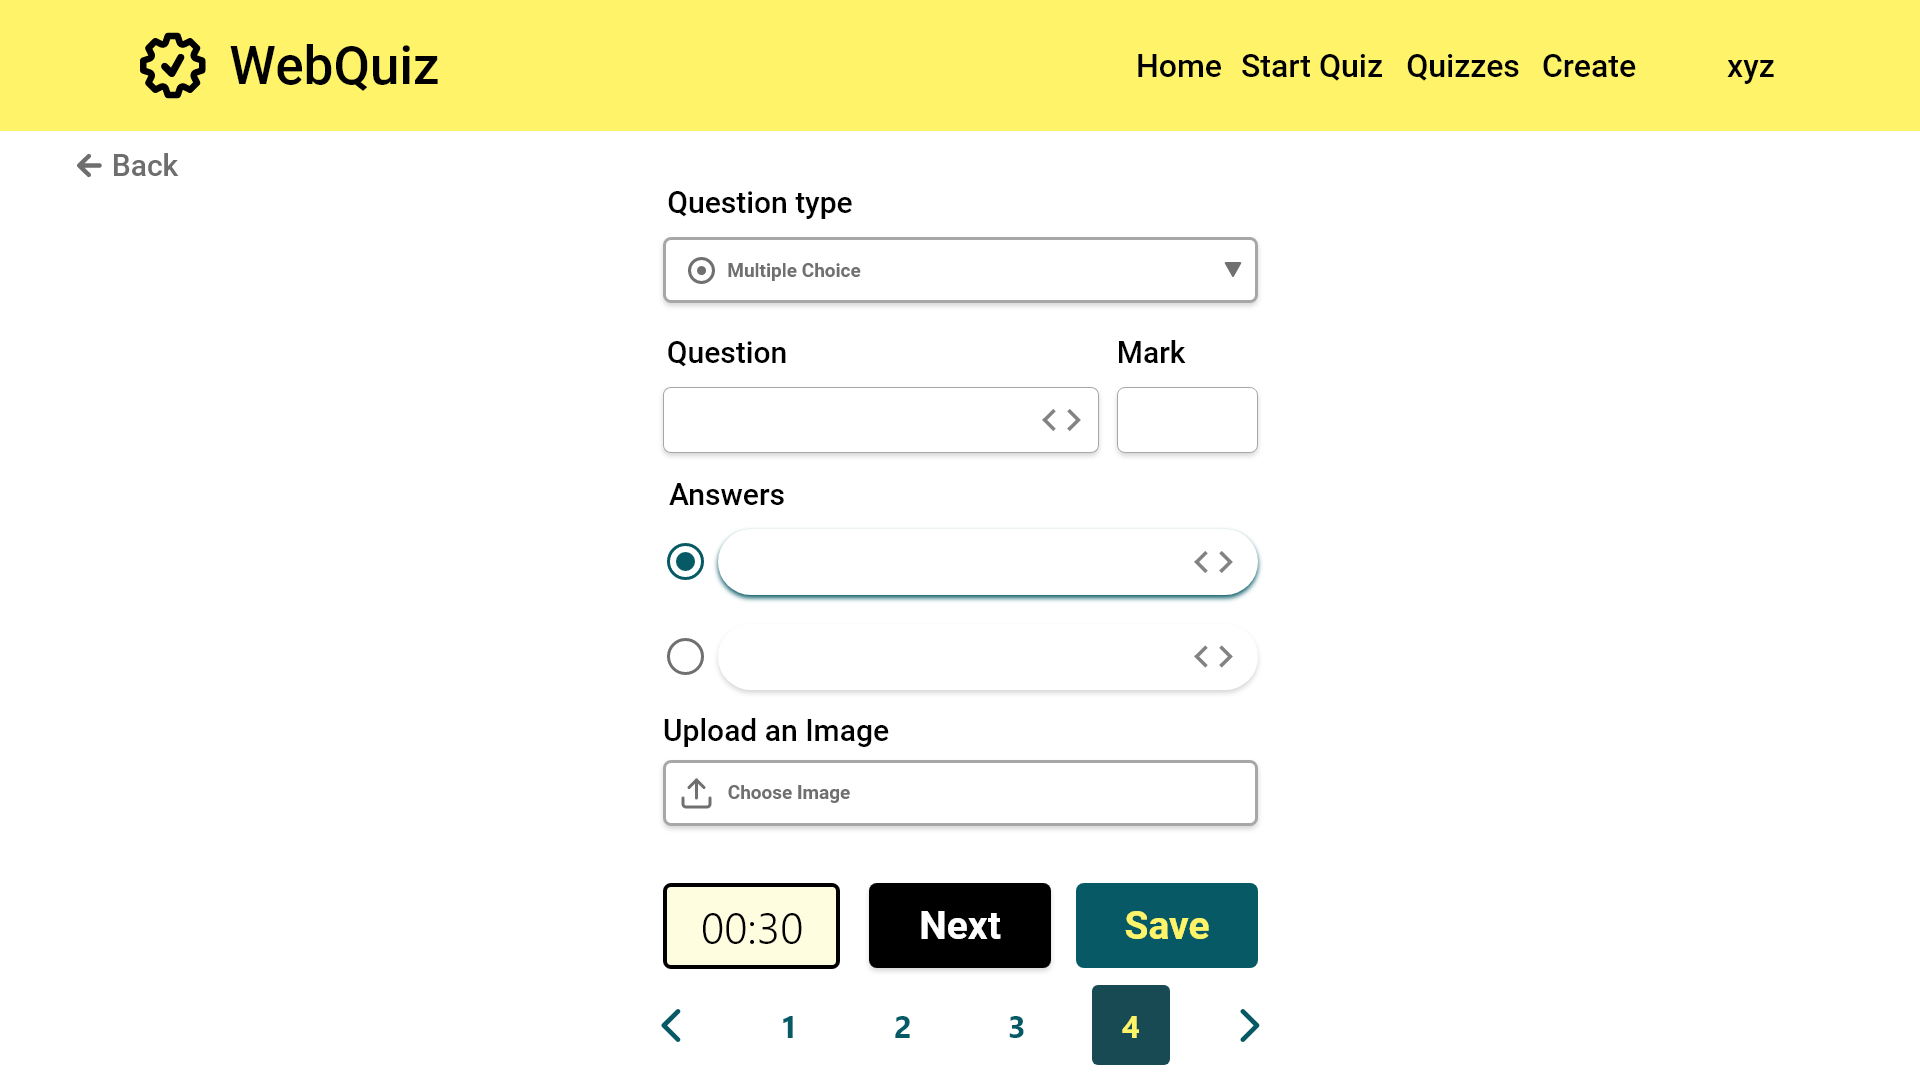 WebQuiz
Home Start Quiz Quizzes Create xyz
Back
Question type
Multiple Choice
Question Mark
Answers
Upload an Image
Choose Image
00:30 Next Save
1 2 3 4